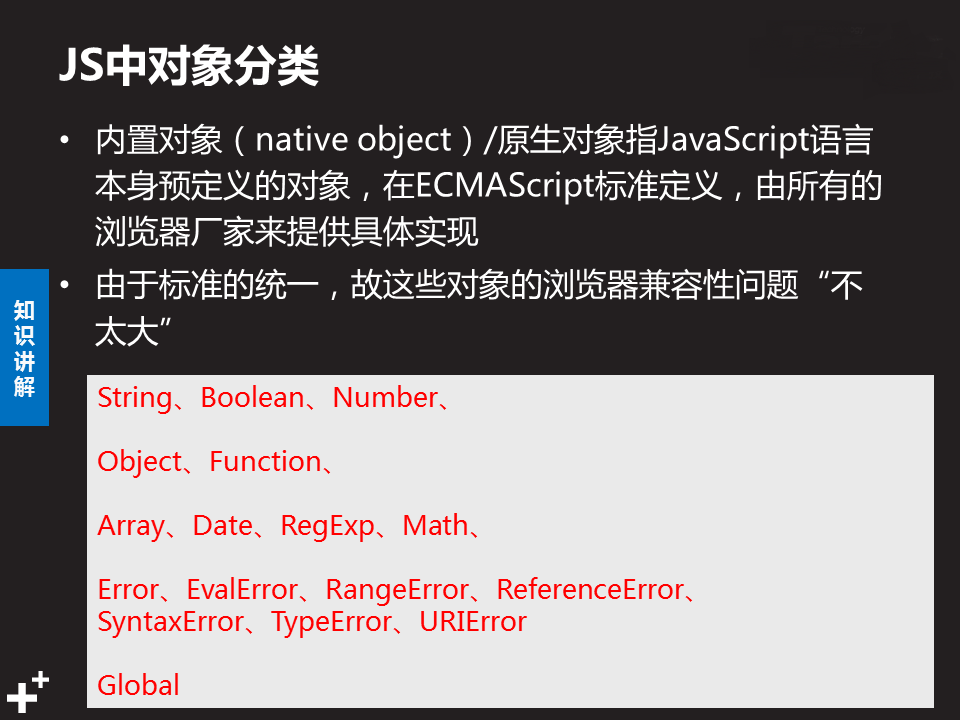 JS中对象分类
• 内置对象（native object）/原生对象指JavaScript语言
本身预定义的对象，在ECMAScript标准定义，由所有的
浏览器厂家来提供具体实现
• 由于标准的统一，故这些对象的浏览器兼容性问题“不
太大”
知
识
讲
解
String、Boolean、Number、
Object、Function、
Array、Date、RegExp、Math、
Error、EvalError、RangeError、ReferenceError、
SyntaxError、TypeError、URIError
Global